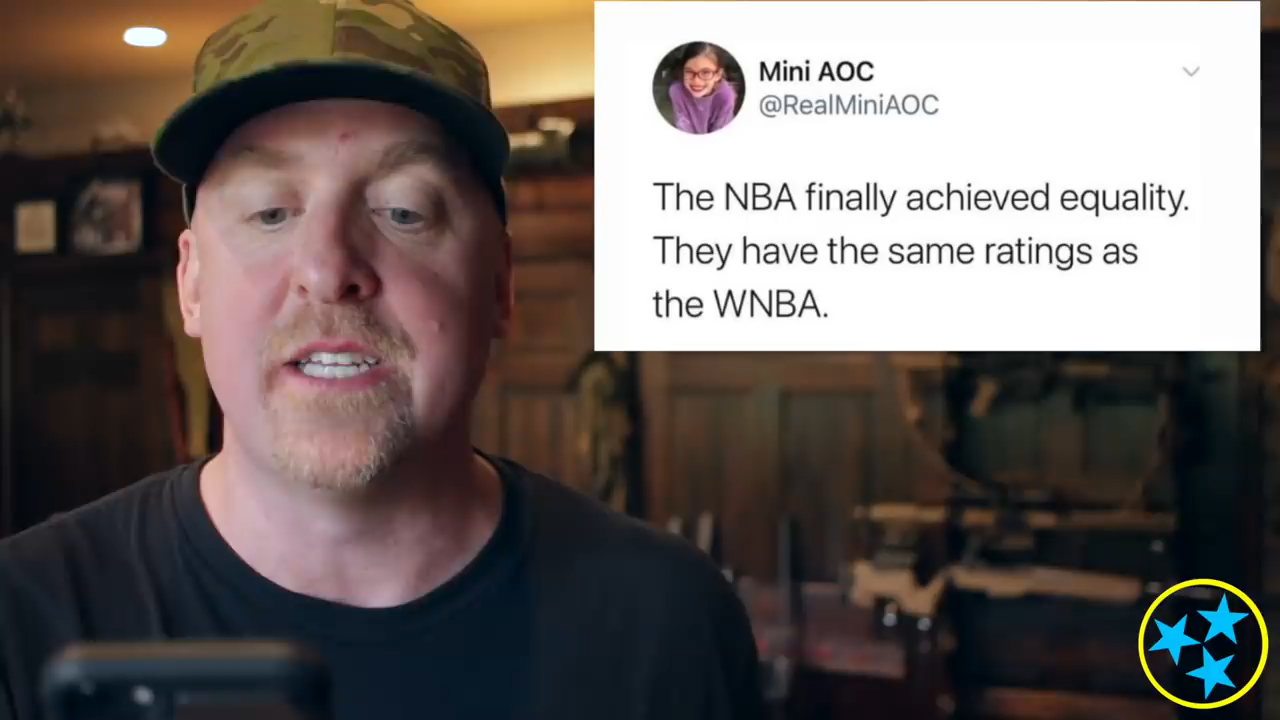 Mini AOC
@RealMiniAOC
The NBA finally achieved equality.
They have the same ratings as
the WNBA.